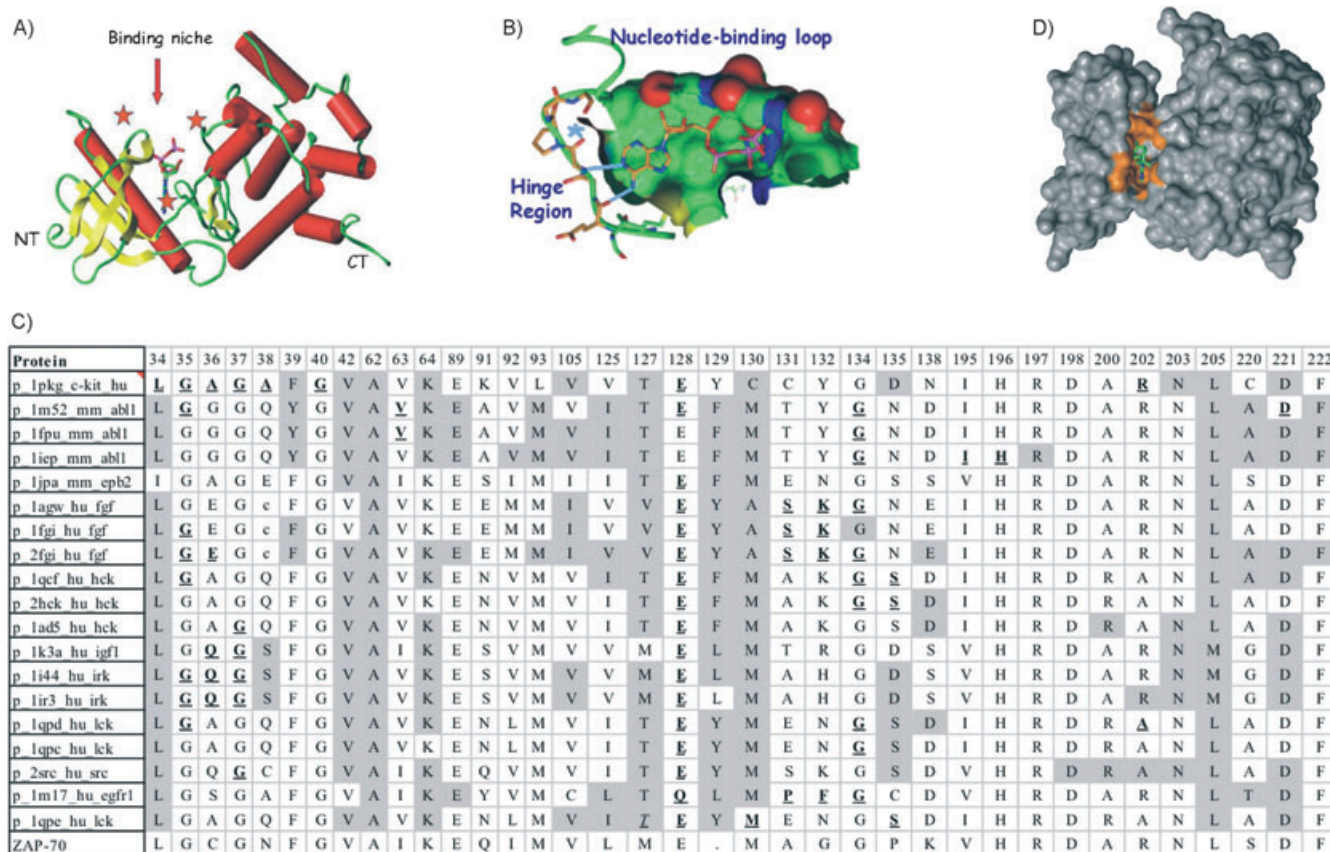 A)
Binding niche
NT
CT
B)
Nucleotide-binding loop
Hinge
Region
D)
C)
Protein 34 35 36 37 38 39 40 42 62 63 64 89 91 92 93 105 125 127 128 129 130 131 132 134 135 138 195 196 197 198 200 202 203 205 220 221 222
p_1pkg_c-kit_hu L G A G A F G V A V K E K V L V V T E Y C C Y G D N I H R D A R N L C D F
p_1m52_mm_abl1 L G G G Q Y G V A V K E A V M V I T E F M T Y G N D I H R D A R N L A D F
p_1fpu_mm_abl1 L G G G Q Y G V A V K E A V M V I T E F M T Y G N D I H R D A R N L A D F
p_1iep_mm_abl1 L G G G Q Y G V A V K E A V M V I T E F M T Y G N D I H R D A R N L A D F
p_1jpa_mm_epb2 I G A G E F G V A I K E S I M I I T E F M E N G S S V H R D A R N L S D F
p_1agw_hu_fgf L G E G c F G V A V K E E M M I V V E Y A S K G N E I H R D A R N L A D F
p_1fgi_hu_fgf L G E G c F G V A V K E E M M I V V E Y A S K G N E I H R D A R N L A D F
p_2fgi_hu_fgf L G E G c F G V A V K E E M M I V V E Y A S K G N E I H R D A R N L A D F
p_1qcf_hu_hck L G A G Q F G V A V K E N V M V I T E F M A K G S D I H R D R A N L A D F
p_2hck_hu_hck L G A G Q F G V A V K E N V M V I T E F M A K G S D I H R D R A N L A D F
p_1ad5_hu_hck L G A G Q F G V A V K E N V M V I T E F M A K G S D I H R D R A N L A D F
p_1k3a_hu_igf1 L G Q G S F G V A I K E S V M V V M E L M T R G D S V H R D A R N M G D F
p_1i44_hu_irk L G Q G S F G V A V K E S V M V V M E L M A H G D S V H R D A R N M G D F
p_1ir3_hu_irk L G Q G S F G V A V K E S V M V V M E L M A H G D S V H R D A R N M G D F
p_1qpd_hu_lck L G A G Q F G V A V K E N L M V I T E Y M E N G S D I H R D R A N L A D F
p_1qpc_hu_lck L G A G Q F G V A V K E N L M V I T E Y M E N G S D I H R D R A N L A D F
p_2src_hu_src L G Q G C F G V A I K E Q V M V I T E Y M S K G S D V H R D R A N L A D F
p_1m17_hu_egfr1 L G S G A F G V A I K E Y V M C L T Q L M P F G C D V H R D A R N L T D F
p_1qpe_hu_lck L G A G Q F G V A V K E N L M V I T E Y M E N G S D I H R D R A N L A D F
ZAP-70 L G C G N F G V A I K E Q I M V L M E . M A G G P K V H R D A R N L S D F